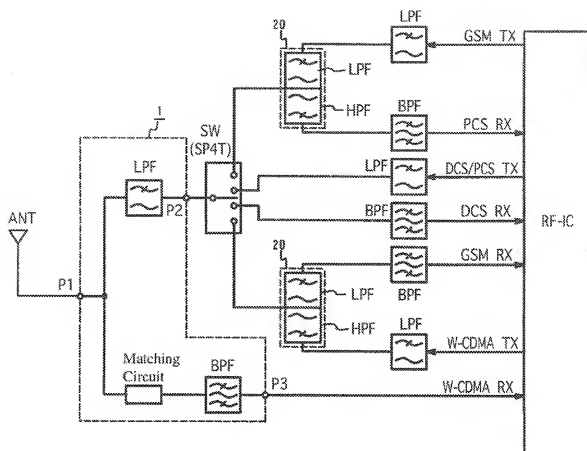 20
LPF
GSM TX
LPF
HPF
BPF
PCS RX
1
SW
(SP4T)
LPF
DCS/PCS TX
LPF
P2
BPF
DCS RX
RF-IC
ANT
20
GSM RX
BPF
P1
LPF
HPF
LPF
W-CDMA TX
Matching
Circuit
BPF
P3
W-CDMA RX